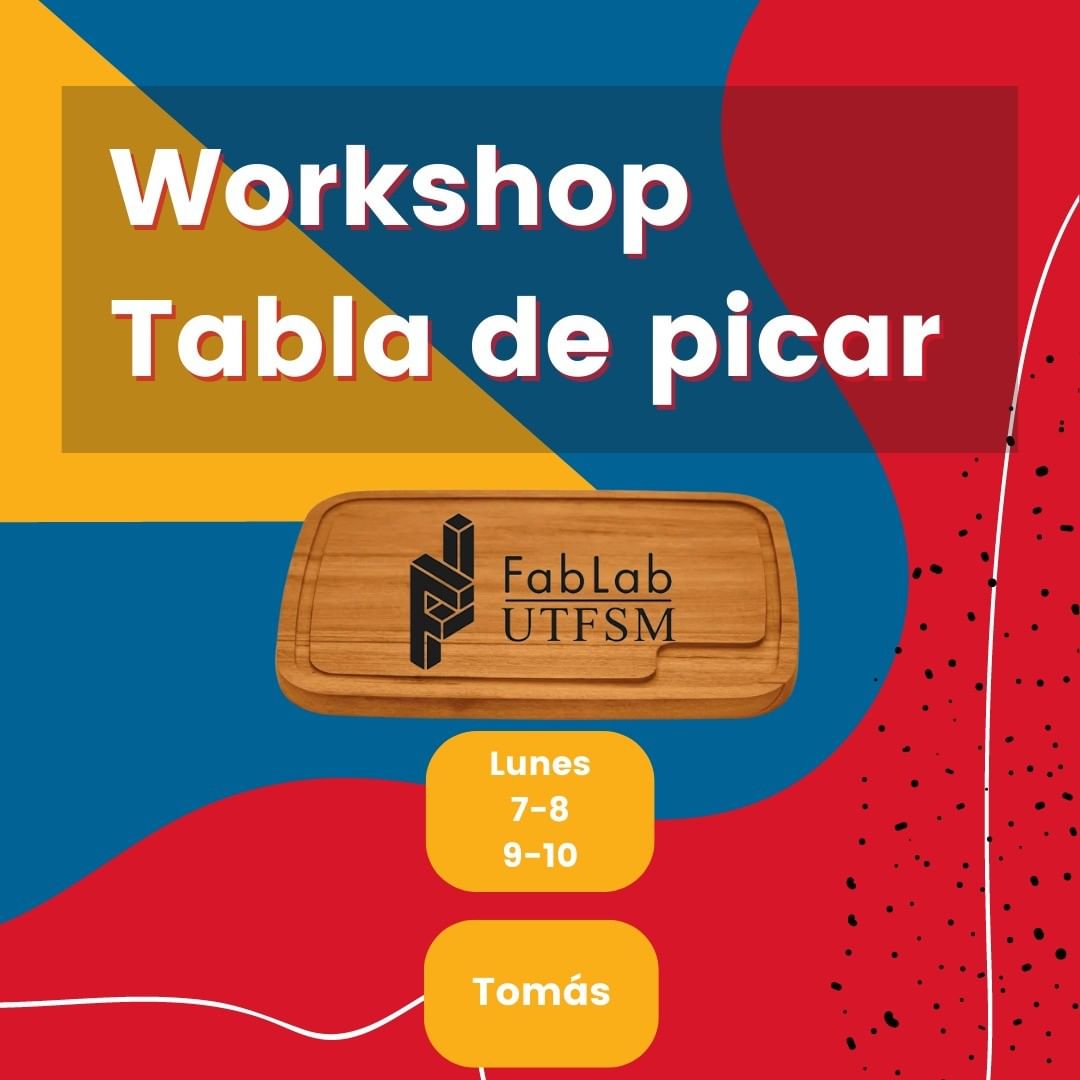 Workshop
Tabla de picar
FabLab
UTFSM
Lunes
7-8
9-10
Tomás